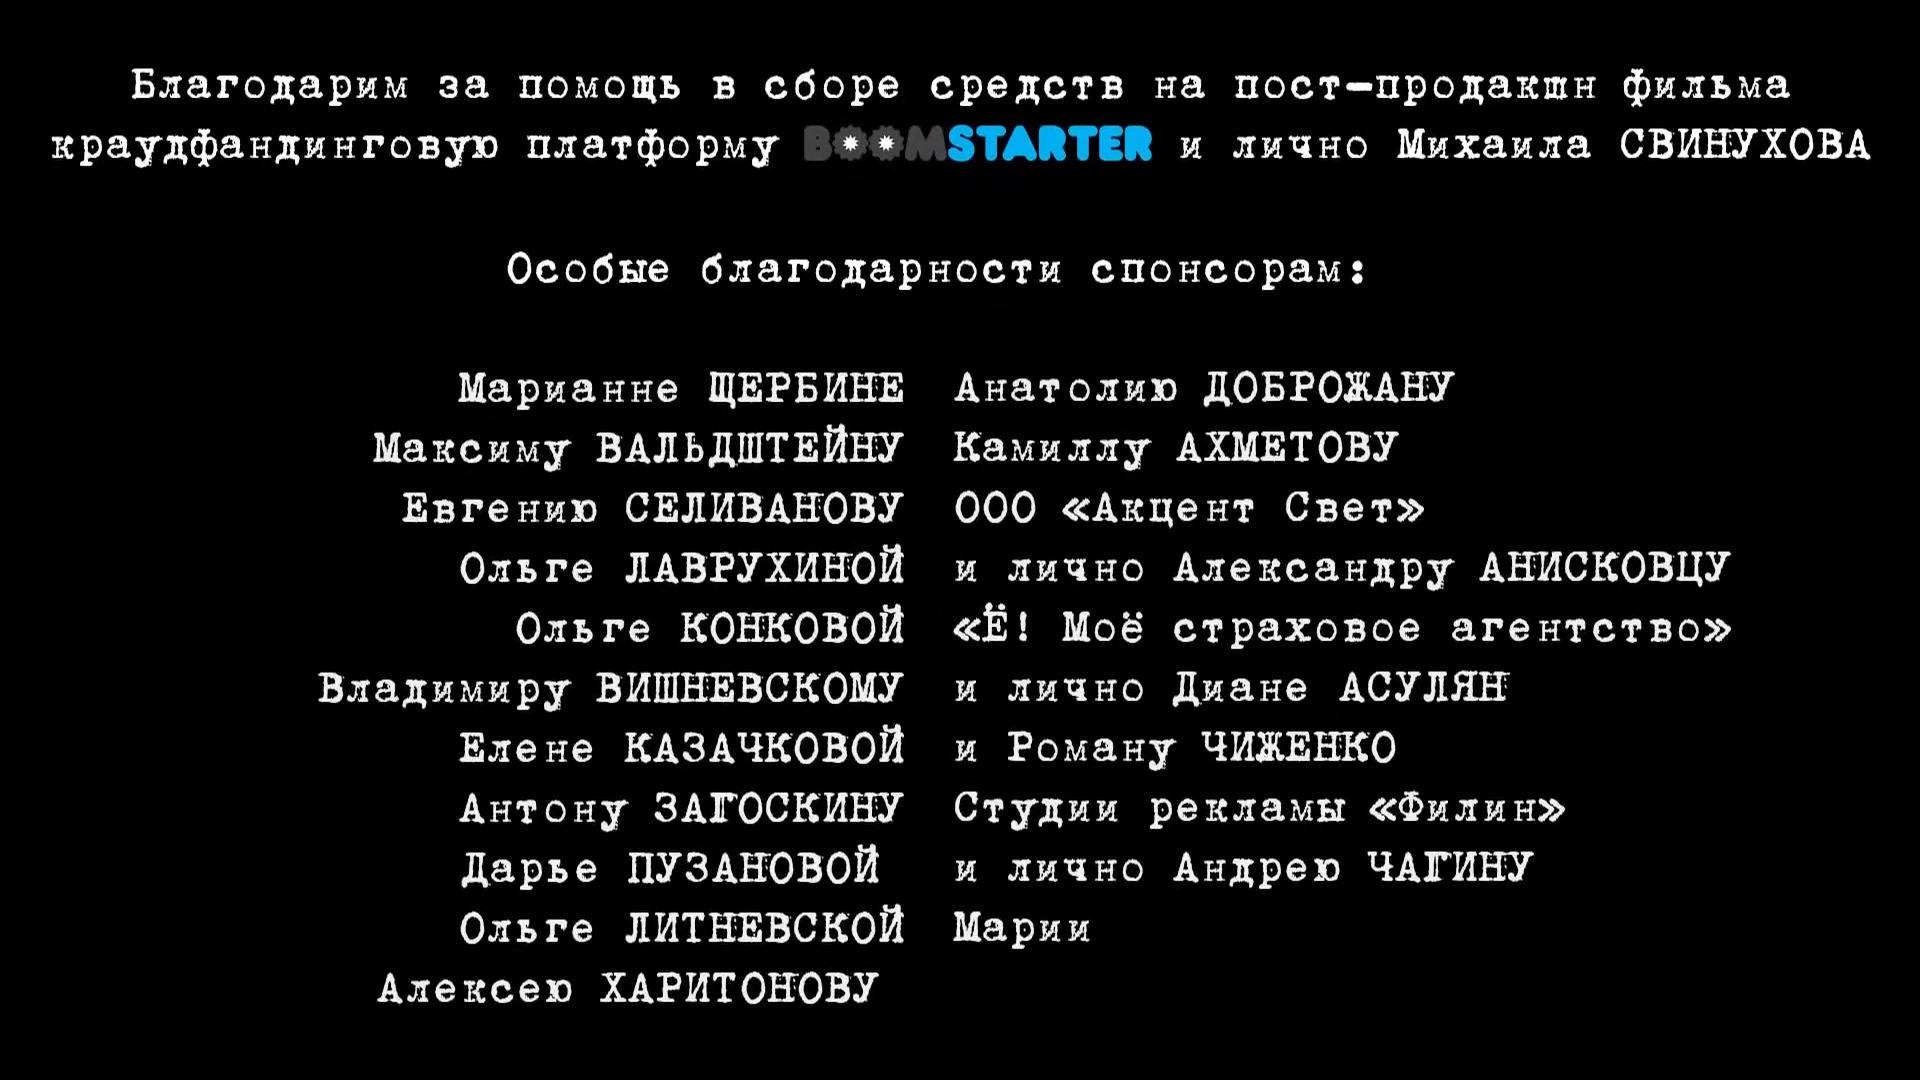 Благодарим за помощь в сборе средств на пост-продакшн фильма
краудфандинговую платформу BOOMSTARTER и лично Михаила СВИНУХОВА
Особые благодарности спонсорам:
Марианне ЩЕРБИНЕ
Максиму ВАЛЬДШТЕЙНУ
Евгению СЕЛИВАНОВУ
Ольге ЛАВРУХИНОЙ
Ольге КОНКОВОЙ
Владимиру ВИШНЕВСКОМУ
Елене КАЗАЧКОВОЙ
Антону ЗАГОСКИНУ
Дарье ПУЗАНОВОЙ
Ольге ЛИТНЕВСКОЙ
Алексею ХАРИТОНОВУ
Анатолию ДОБРОЖАНУ
Камиллу АХМЕТОВУ
ООО «Акцент Свет»
и лично Александру АНИСКОВЦУ
«Ё! Моё страховое агентство»
и лично Диане АСУЛЯН
и Роману ЧИЖЕНКО
Студии рекламы «Филин»
и лично Андрею ЧАГИНУ
Марии